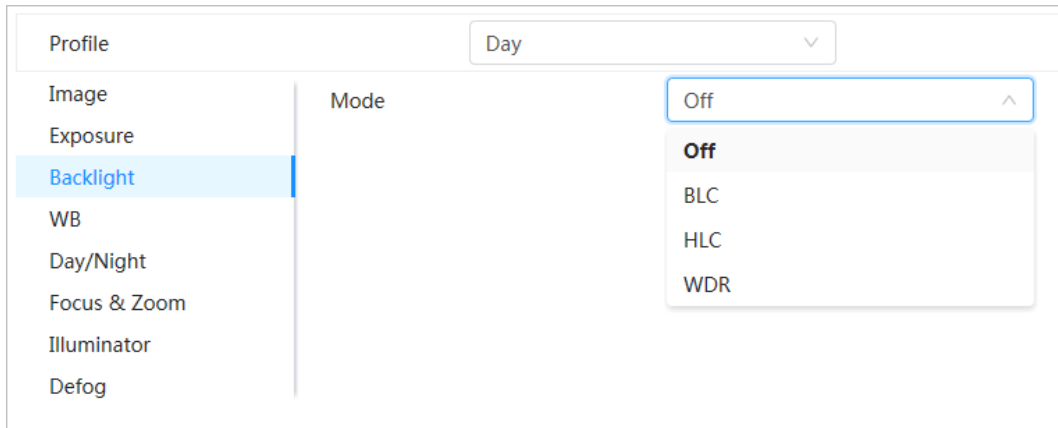 Profile
Day
Image
Mode
Off
Exposure
Off
Backlight
BLC
WB
HLC
Day/Night
WDR
Focus & Zoom
Illuminator
Defog